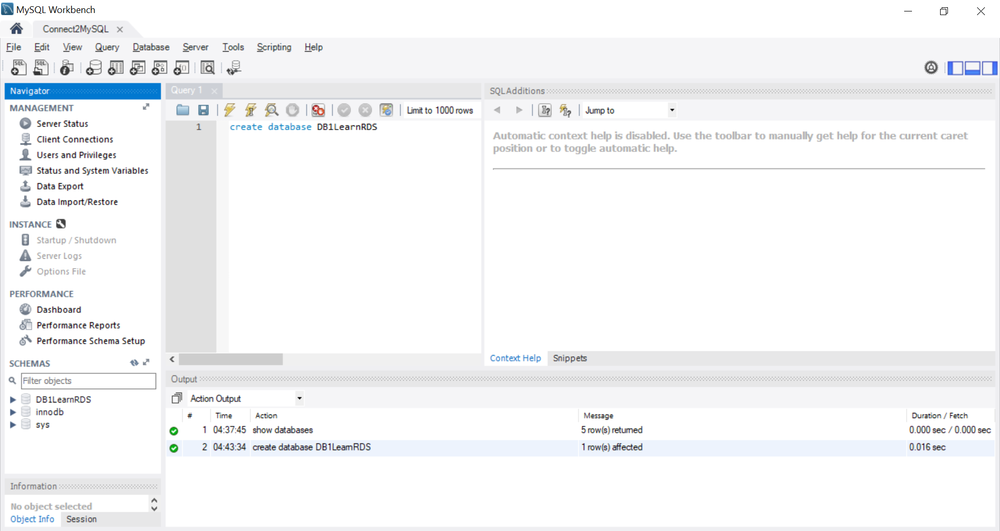 MySQL Workbench
Connect2MySQL
File Edit View Query Database Server Tools Scripting Help
SQL SQL
Navigator
MANAGEMENT
Server Status
Client Connections
Users and Privileges
Status and System Variables
Data Export
Data Import/Restore
INSTANCE
Startup / Shutdown
Server Logs
Options File
PERFORMANCE
Dashboard
Performance Reports
Performance Schema Setup
SCHEMAS
Filter objects
DB1LearnRDS
innodb
sys
Information
No object selected
Object Info Session
Query 1
Limit to 1000 rows
1 create database DB1LearnRDS
SQLAdditions
Jump to
Automatic context help is disabled. Use the toolbar to manually get help for the current caret
position or to toggle automatic help.
Context Help Snippets
Output
Action Output
# Time Action Message Duration / Fetch
1 04:37:45 show databases 5 row(s) returned 0.000 sec / 0.000 sec
2 04:43:34 create database DB1LearnRDS 1 row(s) affected 0.016 sec